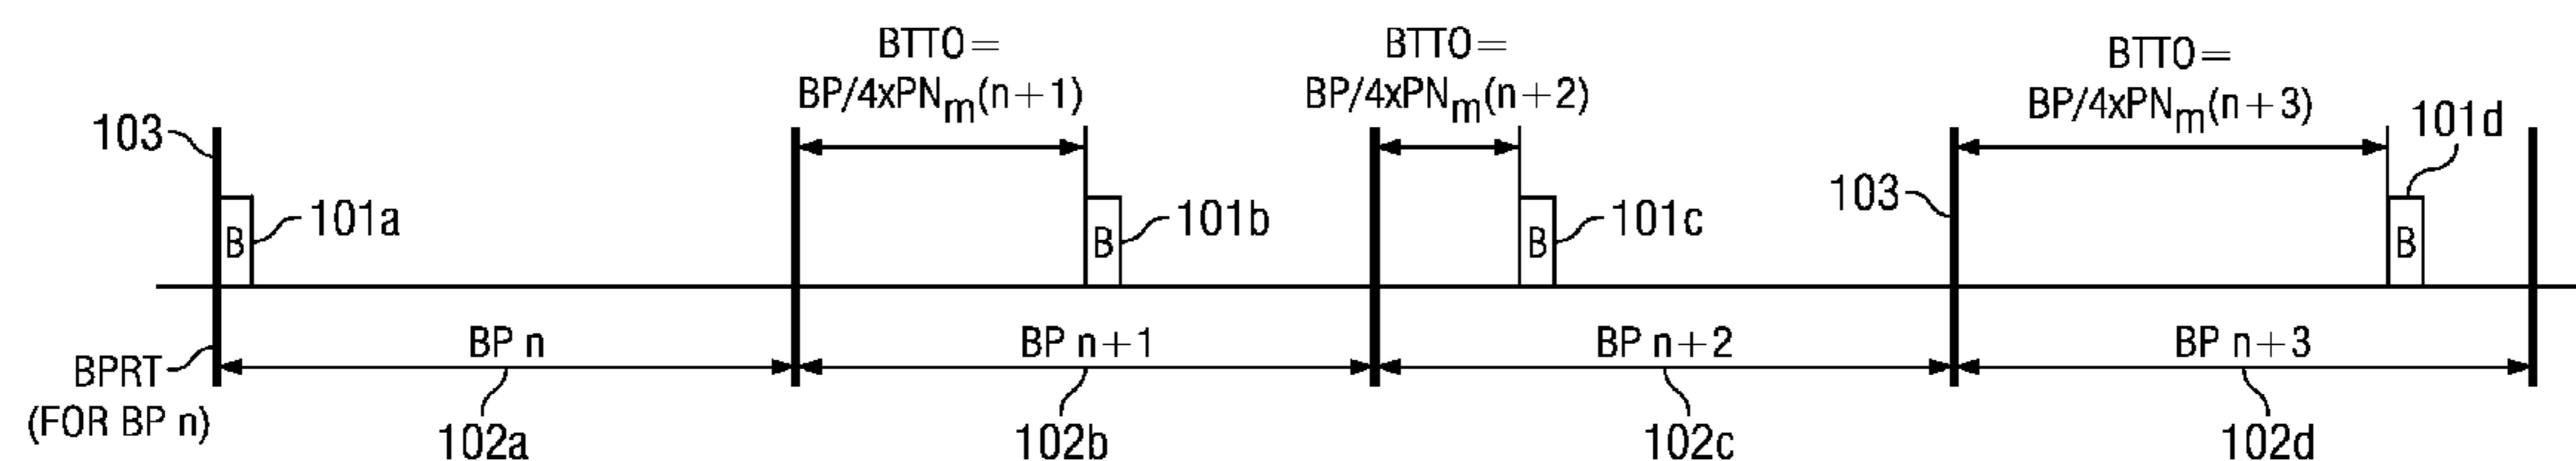 BTTO=
BP/4xPNm(n+1)
BTTO=
BP/4xPNm(n+2)
BTTO=
BP/4xPNm(n+3)
103
101a
101b
101c
103
101d
B
B
B
B
BPRT
(FOR BP n)
BP n
BP n+1
BP n+2
BP n+3
102a
102b
102c
102d